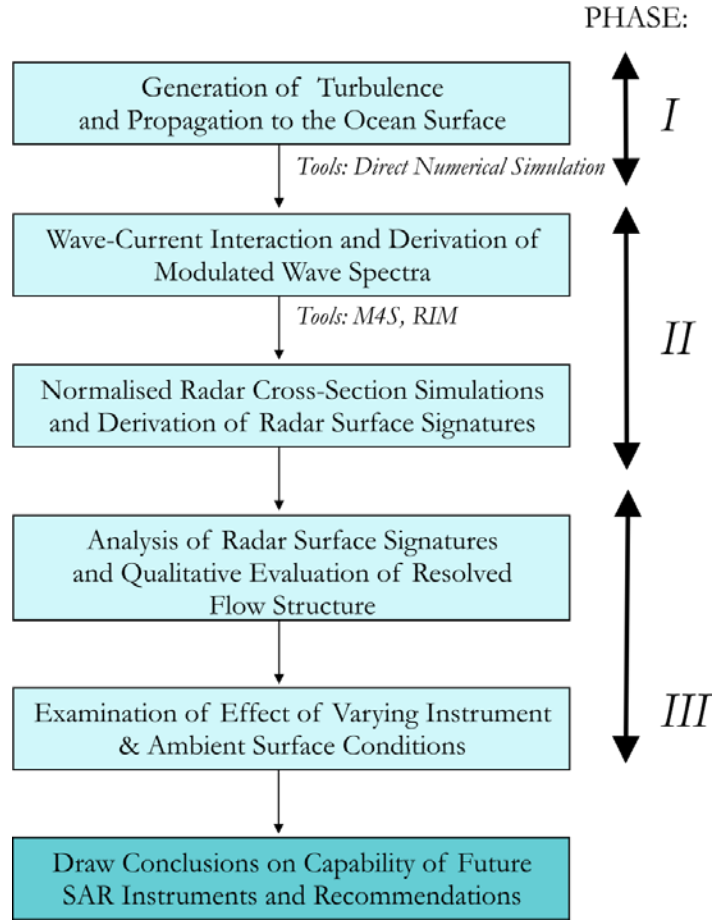 PHASE:
Generation of Turbulence
and Propagation to the Ocean Surface
I
Tools: Direct Numerical Simulation
Wave-Current Interaction and Derivation of
Modulated Wave Spectra
Tools: M4S, RIM
II
Normalised Radar Cross-Section Simulations
and Derivation of Radar Surface Signatures
Analysis of Radar Surface Signatures
and Qualitative Evaluation of Resolved
Flow Structure
Examination of Effect of Varying Instrument
& Ambient Surface Conditions
III
Draw Conclusions on Capability of Future
SAR Instruments and Recommendations